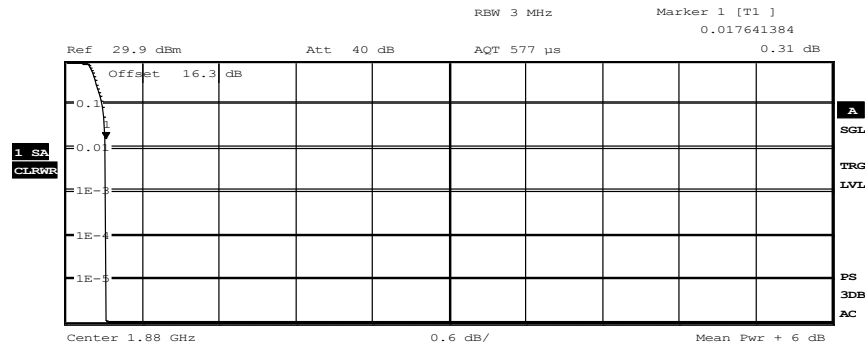 RBW 3 MHz Marker 1 [T1 ]
0.017641384
Ref 29.9 dBm Att 40 dB AQT 577 µs 0.31 dB
Offset 16.3 dB
0.1
A
1
SGL
0.01
1 SA
CLRWR
TRG
1E-3
LVL
1E-4
1E-5
PS
3DB
AC
Center 1.88 GHz 0.6 dB/ Mean Pwr + 6 dB